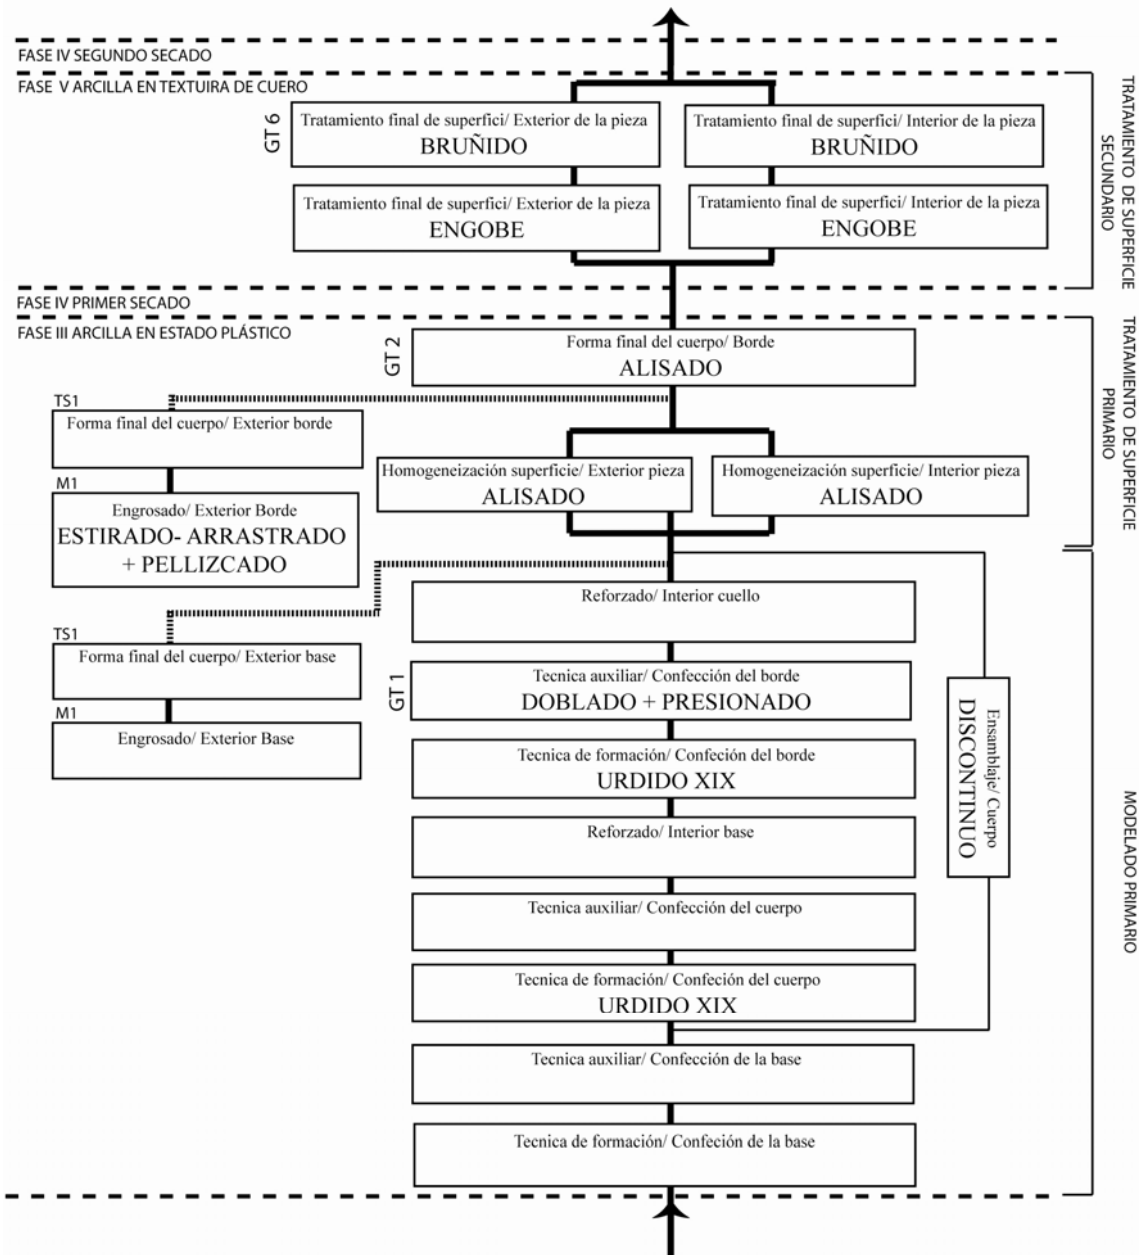 FASE IV SEGUNDO SECADO
FASE V ARCILLA EN TEXTUIRA DE CUERO
TRATAMIENTO DE SUPERFICIE
SECUNDARIO
GT 6
Tratamiento final de superfici/ Exterior de la pieza
BRUÑIDO
Tratamiento final de superfici/ Interior de la pieza
BRUÑIDO
Tratamiento final de superfici/ Exterior de la pieza
ENGOBE
Tratamiento final de superfici/ Interior de la pieza
ENGOBE
FASE IV PRIMER SECADO
FASE III ARCILLA EN ESTADO PLÁSTICO
TRATAMIENTO DE SUPERFICIE
PRIMARIO
GT 2
Forma final del cuerpo/ Borde
ALISADO
TS1
Forma final del cuerpo/ Exterior borde
M1
Engrosado/ Exterior Borde
ESTIRADO- ARRASTRADO
+ PELLIZCADO
Homogeneización superficie/ Exterior pieza
ALISADO
Homogeneización superficie/ Interior pieza
ALISADO
Reforzado/ Interior cuello
TS1
Forma final del cuerpo/ Exterior base
M1
Engrosado/ Exterior Base
GT 1
Tecnica auxiliar/ Confección del borde
DOBLADO + PRESIONADO
Tecnica de formación/ Confeción del borde
URDIDO XIX
Ensamblaje/ Cuerpo
DISCONTINUO
MODELADO PRIMARIO
Reforzado/ Interior base
Tecnica auxiliar/ Confección del cuerpo
Tecnica de formación/ Confeción del cuerpo
URDIDO XIX
Tecnica auxiliar/ Confección de la base
Tecnica de formación/ Confeción de la base